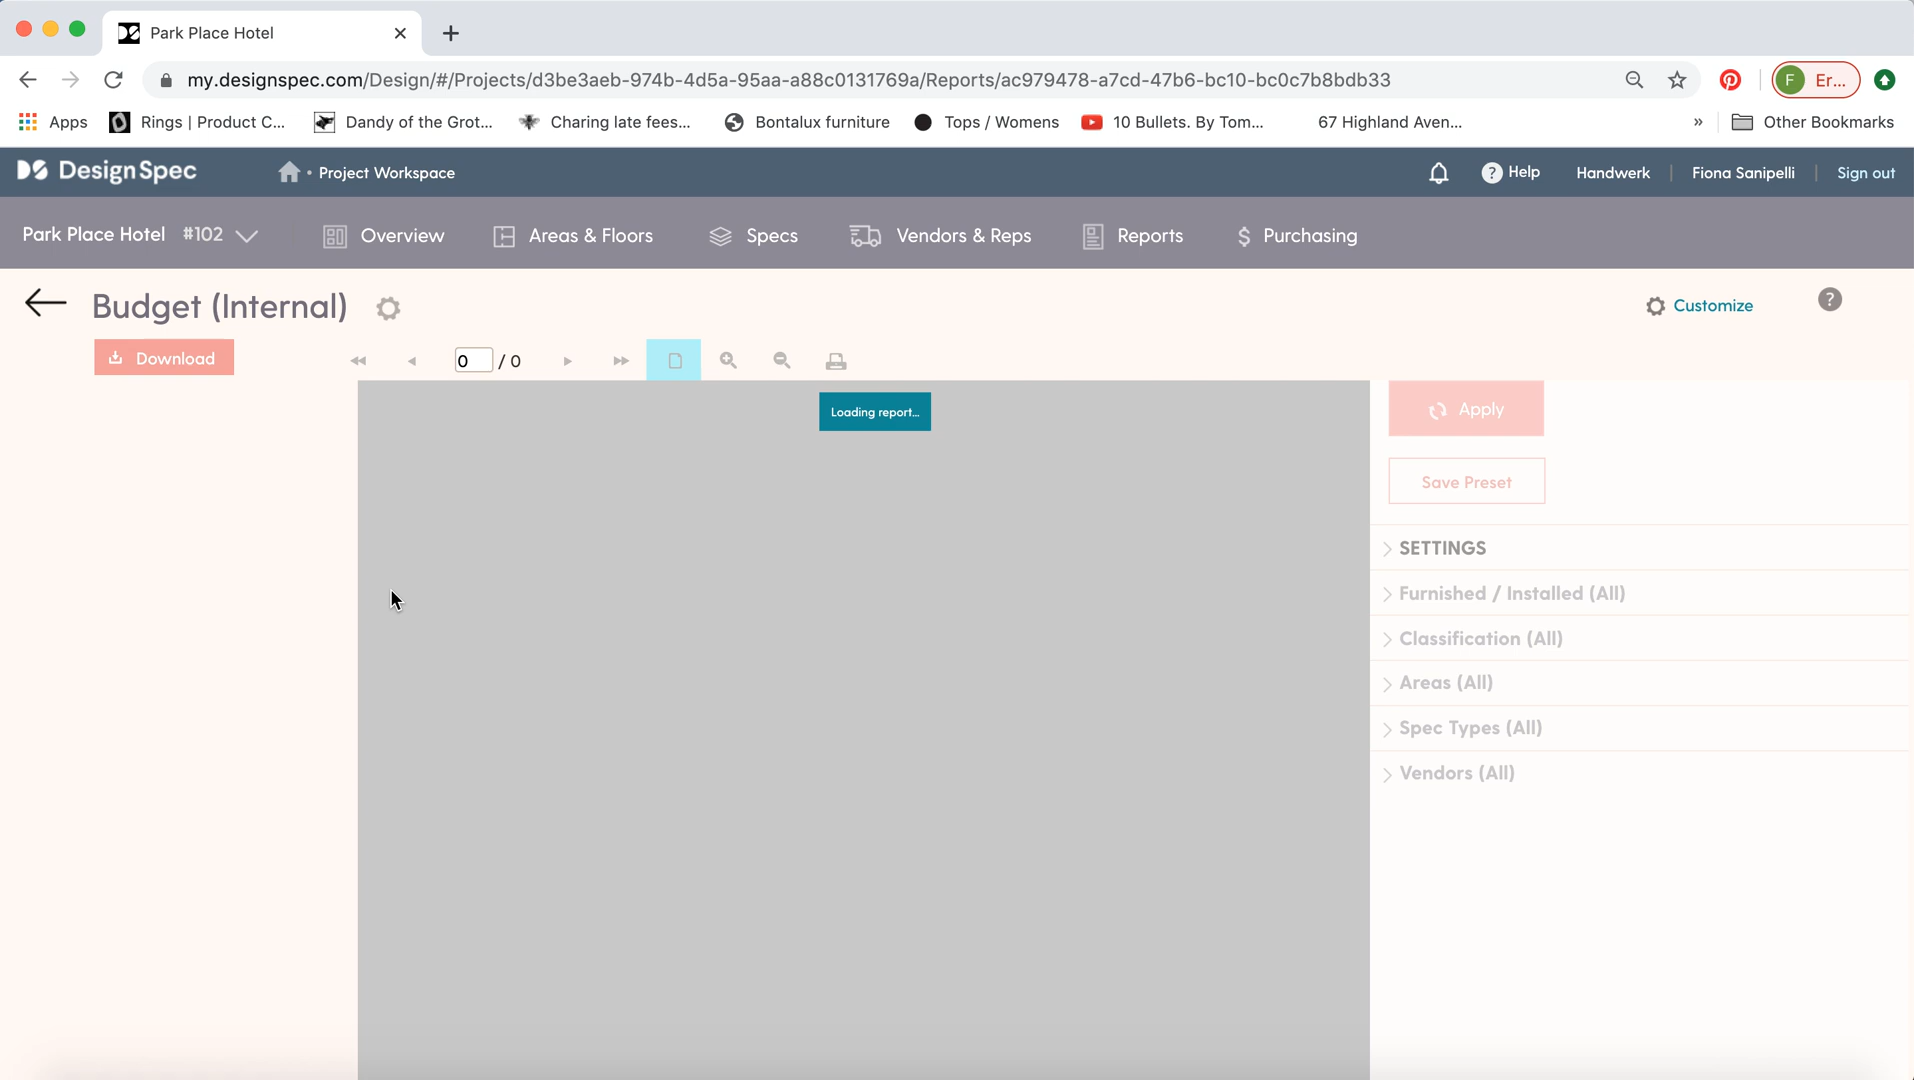 Park Place Hotel
my.designspec.com/Design/#/Projects/d3be3aeb-974b-4d5a-95aa-a88c0131769a/Reports/ac979478-a7cd-47b6-bc10-bc0c7b8bdb33
F Er...
Apps Rings | Product C... Dandy of the Grot... Charing late fees... Bontalux furniture Tops / Womens 10 Bullets. By Tom... 67 Highland Aven... » Other Bookmarks
DS DesignSpec • Project Workspace ? Help Handwerk | Fiona Sanipelli | Sign out
Park Place Hotel #102 Overview Areas & Floors Specs Vendors & Reps Reports $ Purchasing
Budget (Internal) Customize ?
Download 0 / 0
Loading report...
Apply
Save Preset
SETTINGS
Furnished / Installed (All)
Classification (All)
Areas (All)
Spec Types (All)
Vendors (All)